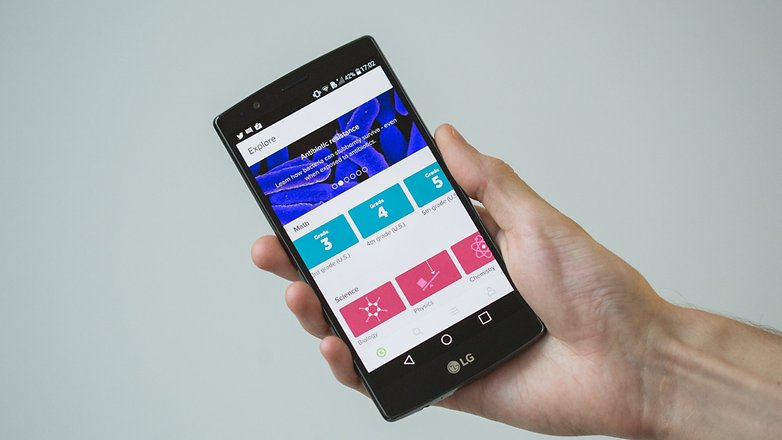 42% 17:02
Explore
Antibiotic resistance
Learn how bacteria can stubbornly survive - even
when exposed to antibiotics.
Math
Grade
3
Grade
4
Grade
5
3rd grade (U.S.)
4th grade (U.S.)
5th grade (U.S.)
Science
Biology
Physics
Chemistry
LG